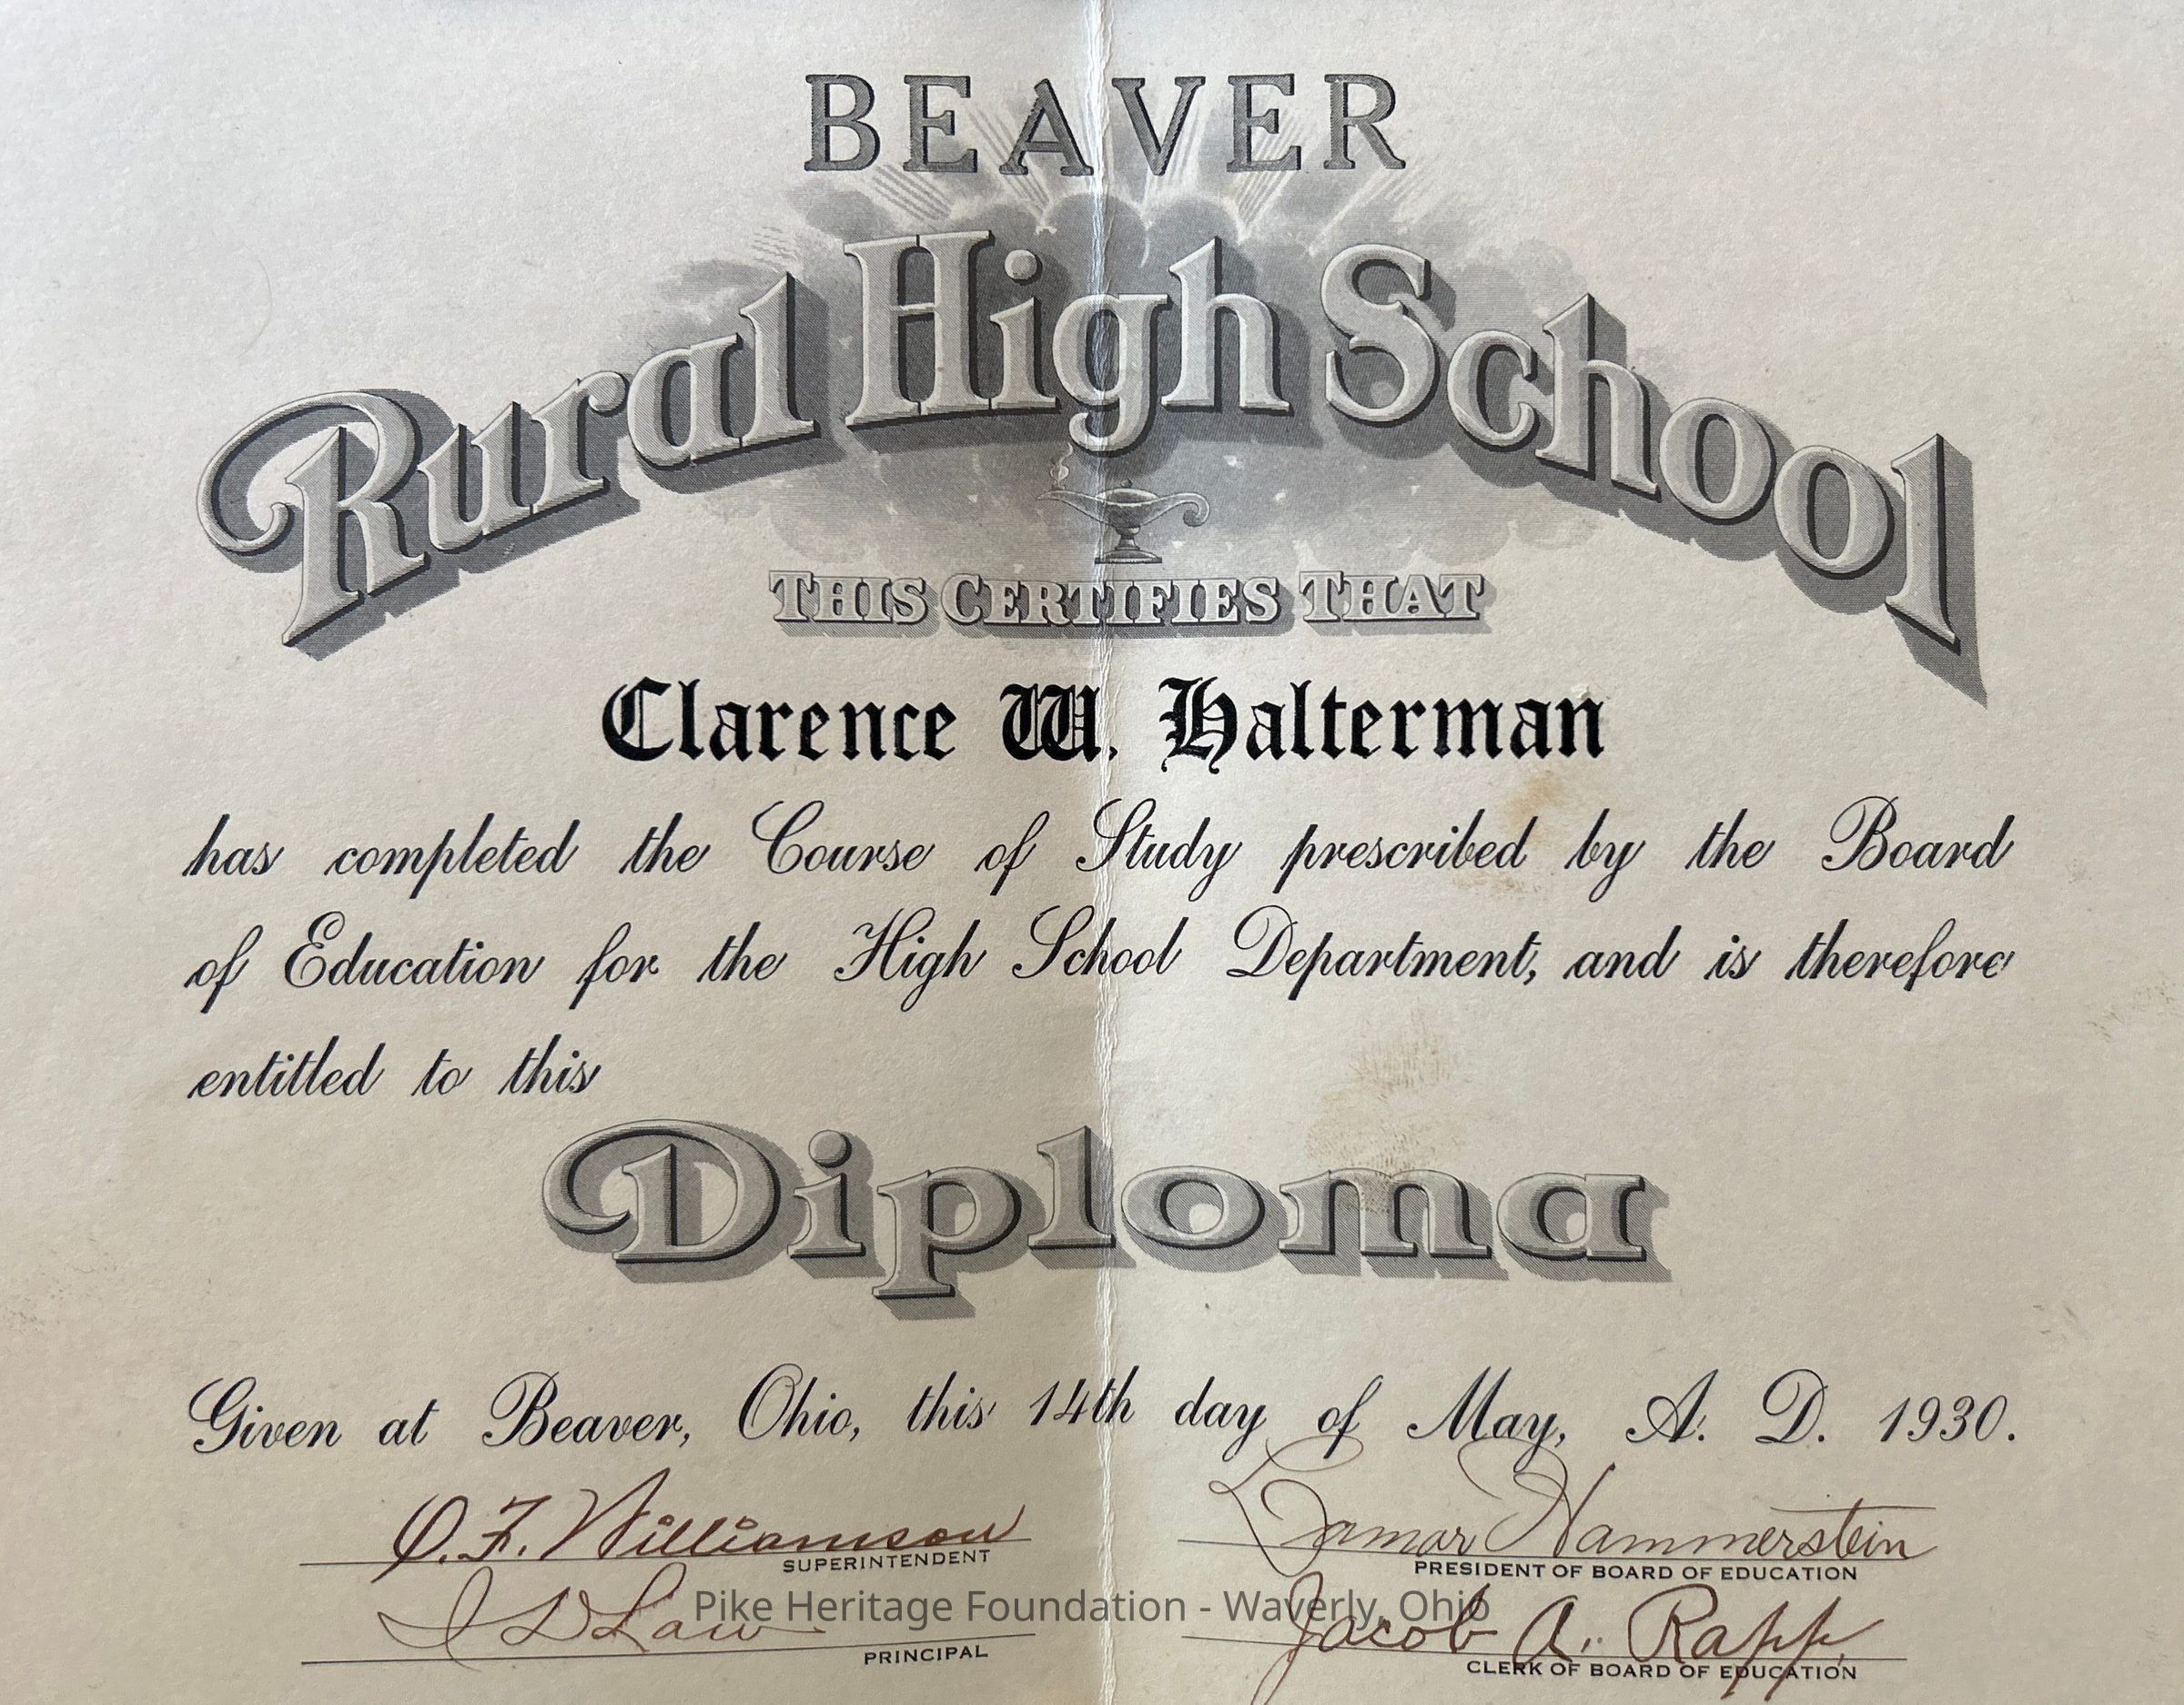 BEAVER
Rural High School
THIS CERTIFIES THAT
Clarence W. Halterman
has completed the Course of Study prescribed by the Board
of Education for the High School Department, and is therefore
entitled to this
Diploma
Given at Beaver, Ohio, this 14th day of May, A. D. 1930.
O. F. Williamson
SUPERINTENDENT
Lamar Hammerstein
PRESIDENT OF BOARD OF EDUCATION
Law
PRINCIPAL
Jacob A. Rapp
CLERK OF BOARD OF EDUCATION
Pike Heritage Foundation - Waverly, Ohio